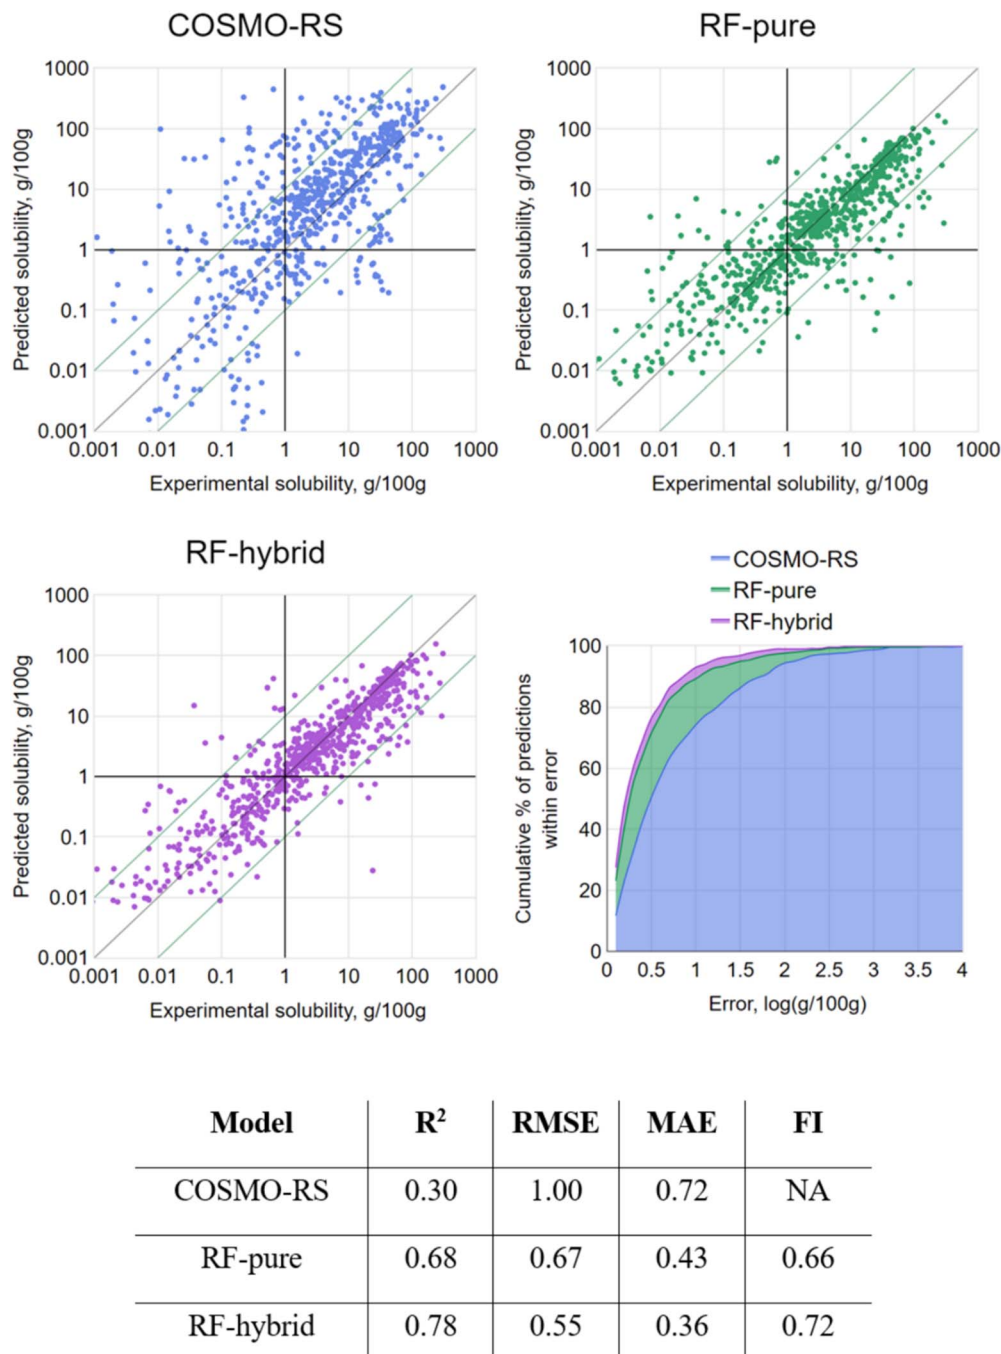 COSMO-RS
1000
100
10
1
0.1
0.01
0.001
Predicted solubility, g/100g
0.001 0.01 0.1 1 10 100 1000
Experimental solubility, g/100g
RF-pure
1000
100
10
1
0.1
0.01
0.001
Predicted solubility, g/100g
0.001 0.01 0.1 1 10 100 1000
Experimental solubility, g/100g
RF-hybrid
1000
100
10
1
0.1
0.01
0.001
Predicted solubility, g/100g
0.001 0.01 0.1 1 10 100 1000
Experimental solubility, g/100g
COSMO-RS
RF-pure
RF-hybrid
100
80
60
40
20
0
Cumulative % of predictions
within error
0 0.5 1 1.5 2 2.5 3 3.5 4
Error, log(g/100g)
Model R² RMSE MAE FI
COSMO-RS 0.30 1.00 0.72 NA
RF-pure 0.68 0.67 0.43 0.66
RF-hybrid 0.78 0.55 0.36 0.72